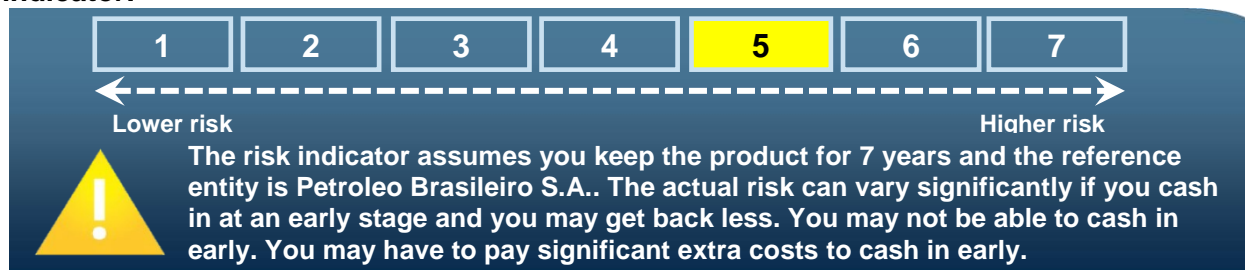 1 2 3 4 5 6 7
Lower risk Higher risk
The risk indicator assumes you keep the product for 7 years and the reference
entity is Petroleo Brasileiro S.A.. The actual risk can vary significantly if you cash
in at an early stage and you may get back less. You may not be able to cash in
early. You may have to pay significant extra costs to cash in early.